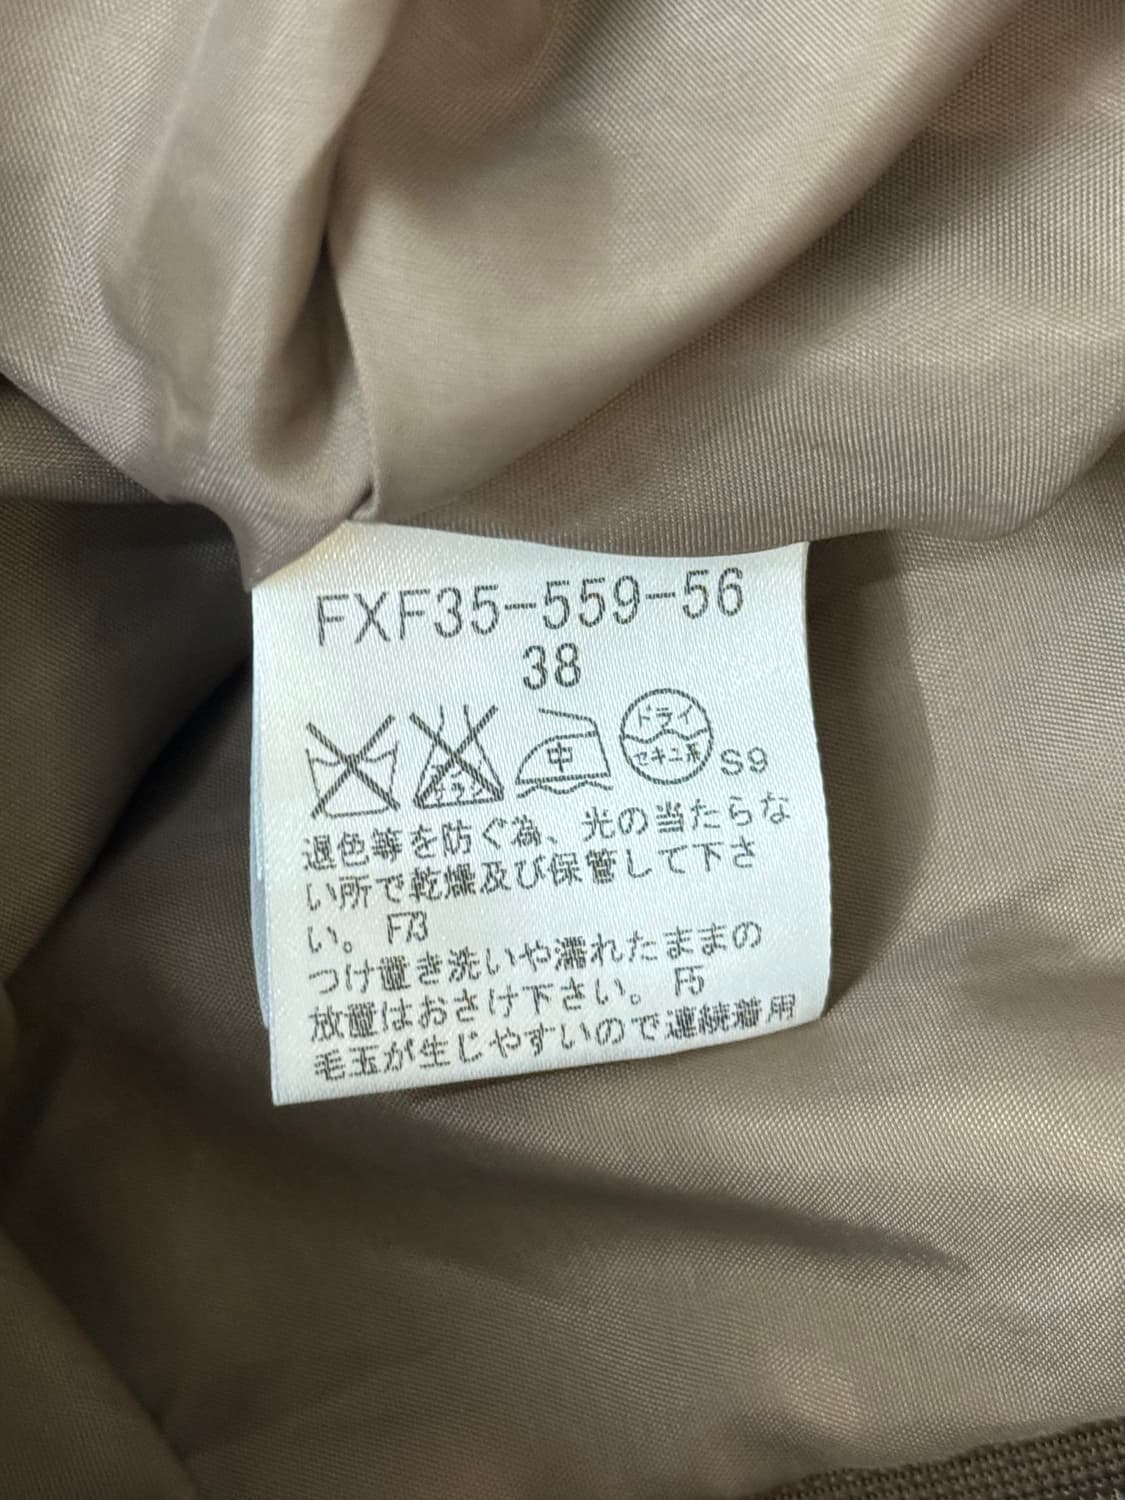 FXF35-559-56
38
中
ドライ
セキユ系
S9
退色等を防ぐ為、光の当たらな
い所で乾燥及び保管して下さ
い。 F73
つけ置き洗いや濡れたままの
放置はおさけ下さい。 F5
毛玉が生じやすいので連続着用